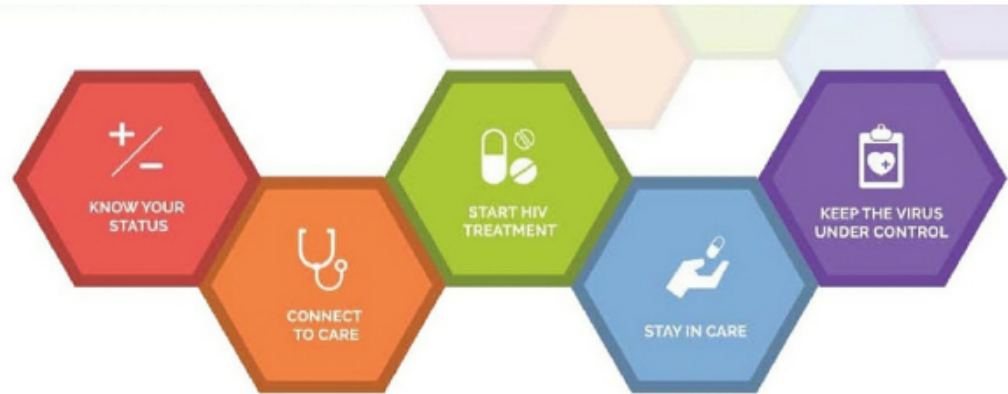 KNOW YOUR
STATUS
CONNECT
TO CARE
START HIV
TREATMENT
STAY IN CARE
KEEP THE VIRUS
UNDER CONTROL